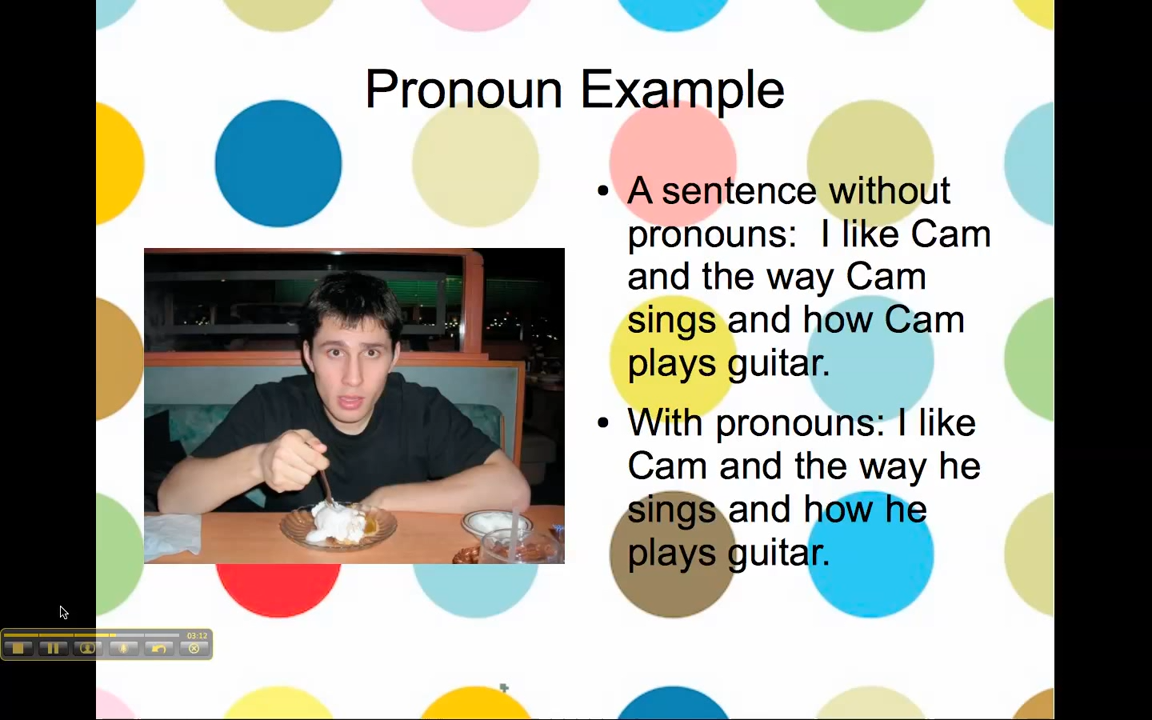 Pronoun Example
• A sentence without
pronouns:  I like Cam
and the way Cam
sings and how Cam
plays guitar.
• With pronouns: I like
Cam and the way he
sings and how he
plays guitar.
03:12